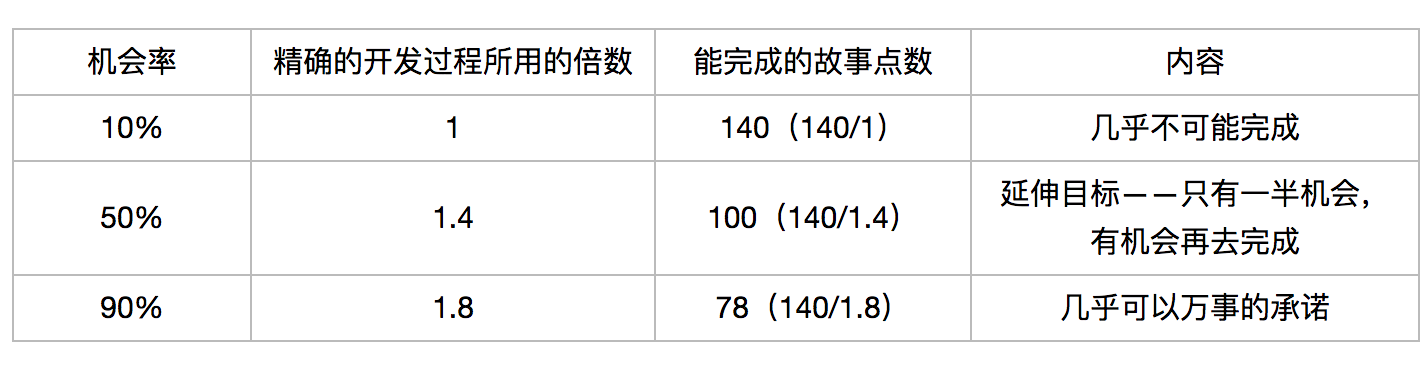 机会率 精确的开发过程所用的倍数 能完成的故事点数 内容
10% 1 140（140/1） 几乎不可能完成
50% 1.4 100（140/1.4） 延伸目标——只有一半机会，
有机会再去完成
90% 1.8 78（140/1.8） 几乎可以万事的承诺